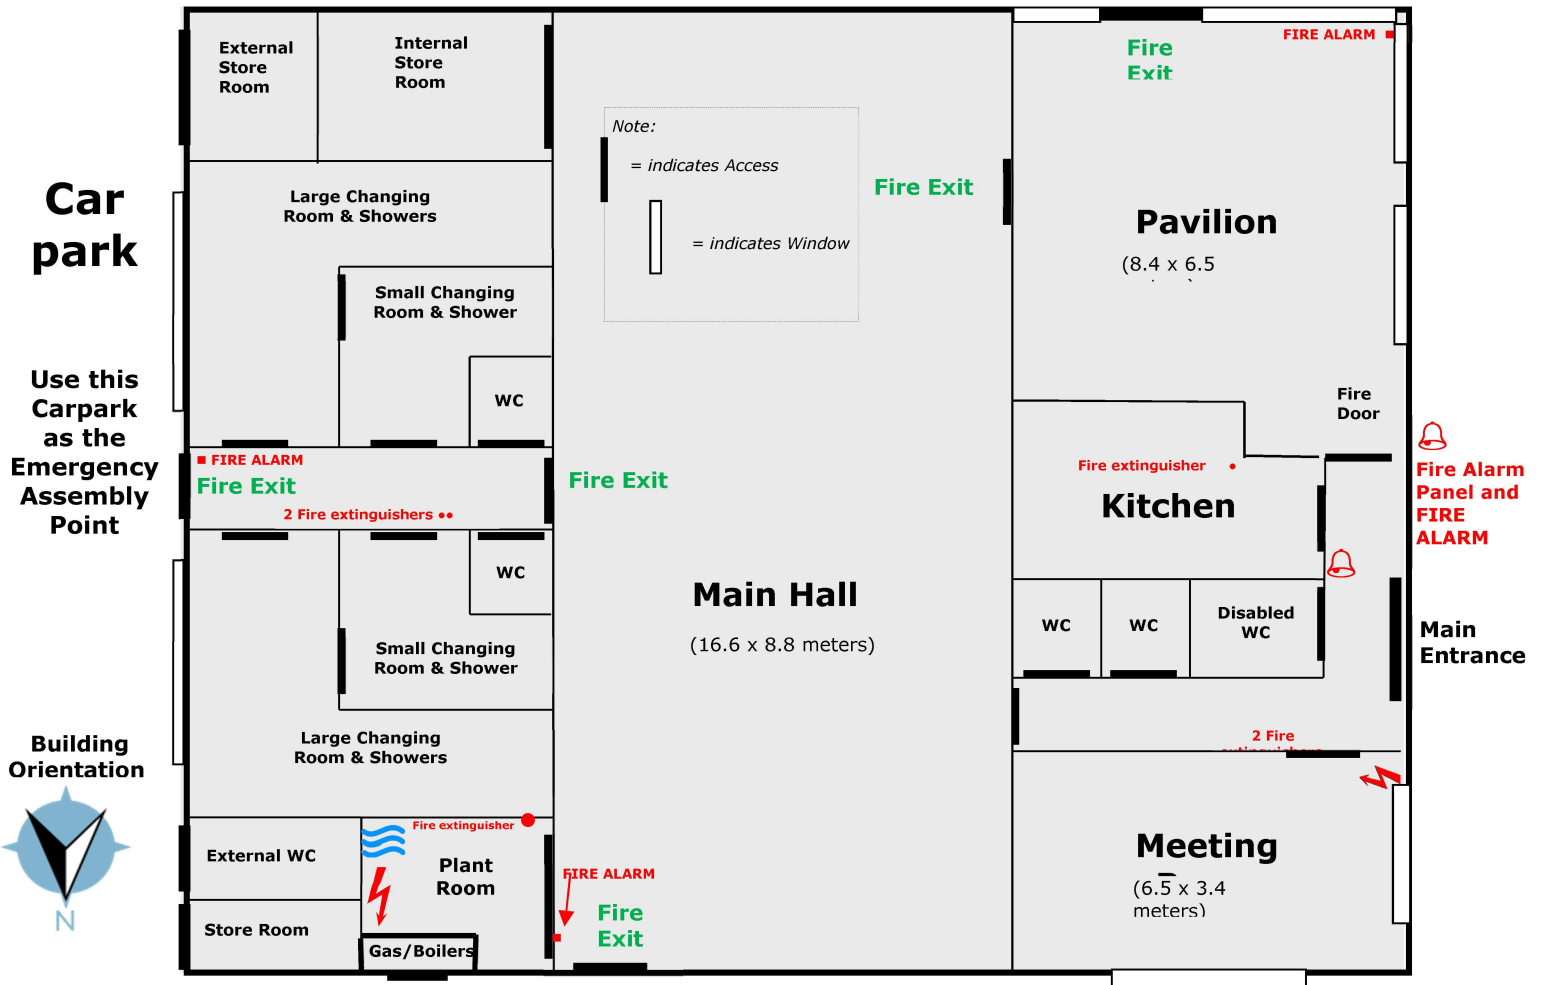 External
Store
Room
Internal
Store
Room
Fire
Exit
FIRE ALARM
Note:
= indicates Access
= indicates Window
Fire Exit
Car
park
Large Changing
Room & Showers
Pavilion
(8.4 x 6.5
Small Changing
Room & Shower
WC
Use this
Carpark
as the
Emergency
Assembly
Point
Fire
Door
FIRE ALARM
Fire Exit
2 Fire extinguishers
Fire Exit
Fire extinguisher
Kitchen
Fire Alarm
Panel and
FIRE
ALARM
WC
Small Changing
Room & Shower
Main Hall
(16.6 x 8.8 meters)
WC
WC
Disabled
WC
Main
Entrance
Large Changing
Room & Showers
2 Fire
extinguishers
Building
Orientation
N
External WC
Store Room
Fire extinguisher
Plant
Room
Gas/Boilers
FIRE ALARM
Fire
Exit
Meeting
(6.5 x 3.4
meters)